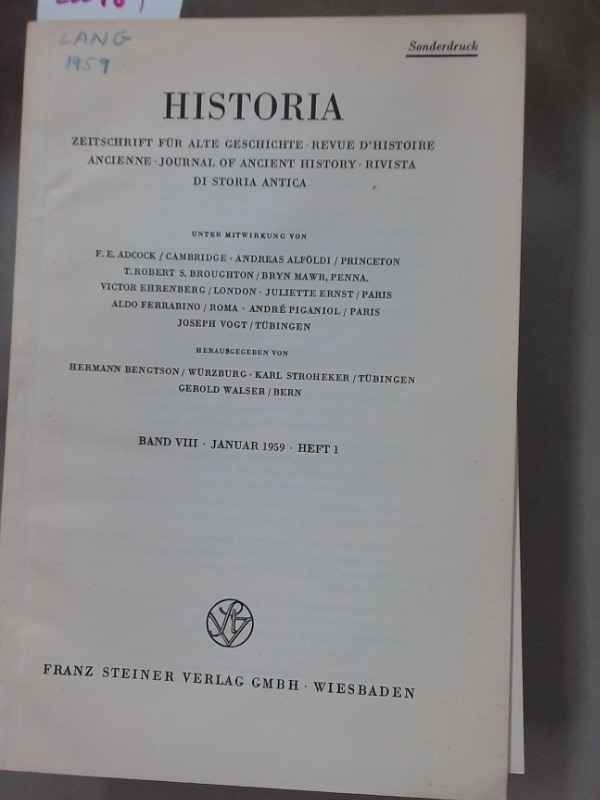 LANG
1959
Sonderdruck
HISTORIA
ZEITSCHRIFT FÜR ALTE GESCHICHTE · REVUE D'HISTOIRE
ANCIENNE · JOURNAL OF ANCIENT HISTORY · RIVISTA
DI STORIA ANTICA
UNTER MITWIRKUNG VON
F. E. ADCOCK / CAMBRIDGE · ANDREAS ALFÖLDI / PRINCETON
T. ROBERT S. BROUGHTON / BRYN MAWR, PENNA.
VICTOR EHRENBERG / LONDON · JULIETTE ERNST / PARIS
ALDO FERRABINO / ROMA · ANDRÉ PIGANIOL / PARIS
JOSEPH VOGT / TÜBINGEN
HERAUSGEGEBEN VON
HERMANN BENGTSON / WÜRZBURG · KARL STROHEKER / TÜBINGEN
GEROLD WALSER / BERN
BAND VIII · JANUAR 1959 · HEFT 1
FRANZ STEINER VERLAG GMBH · WIESBADEN